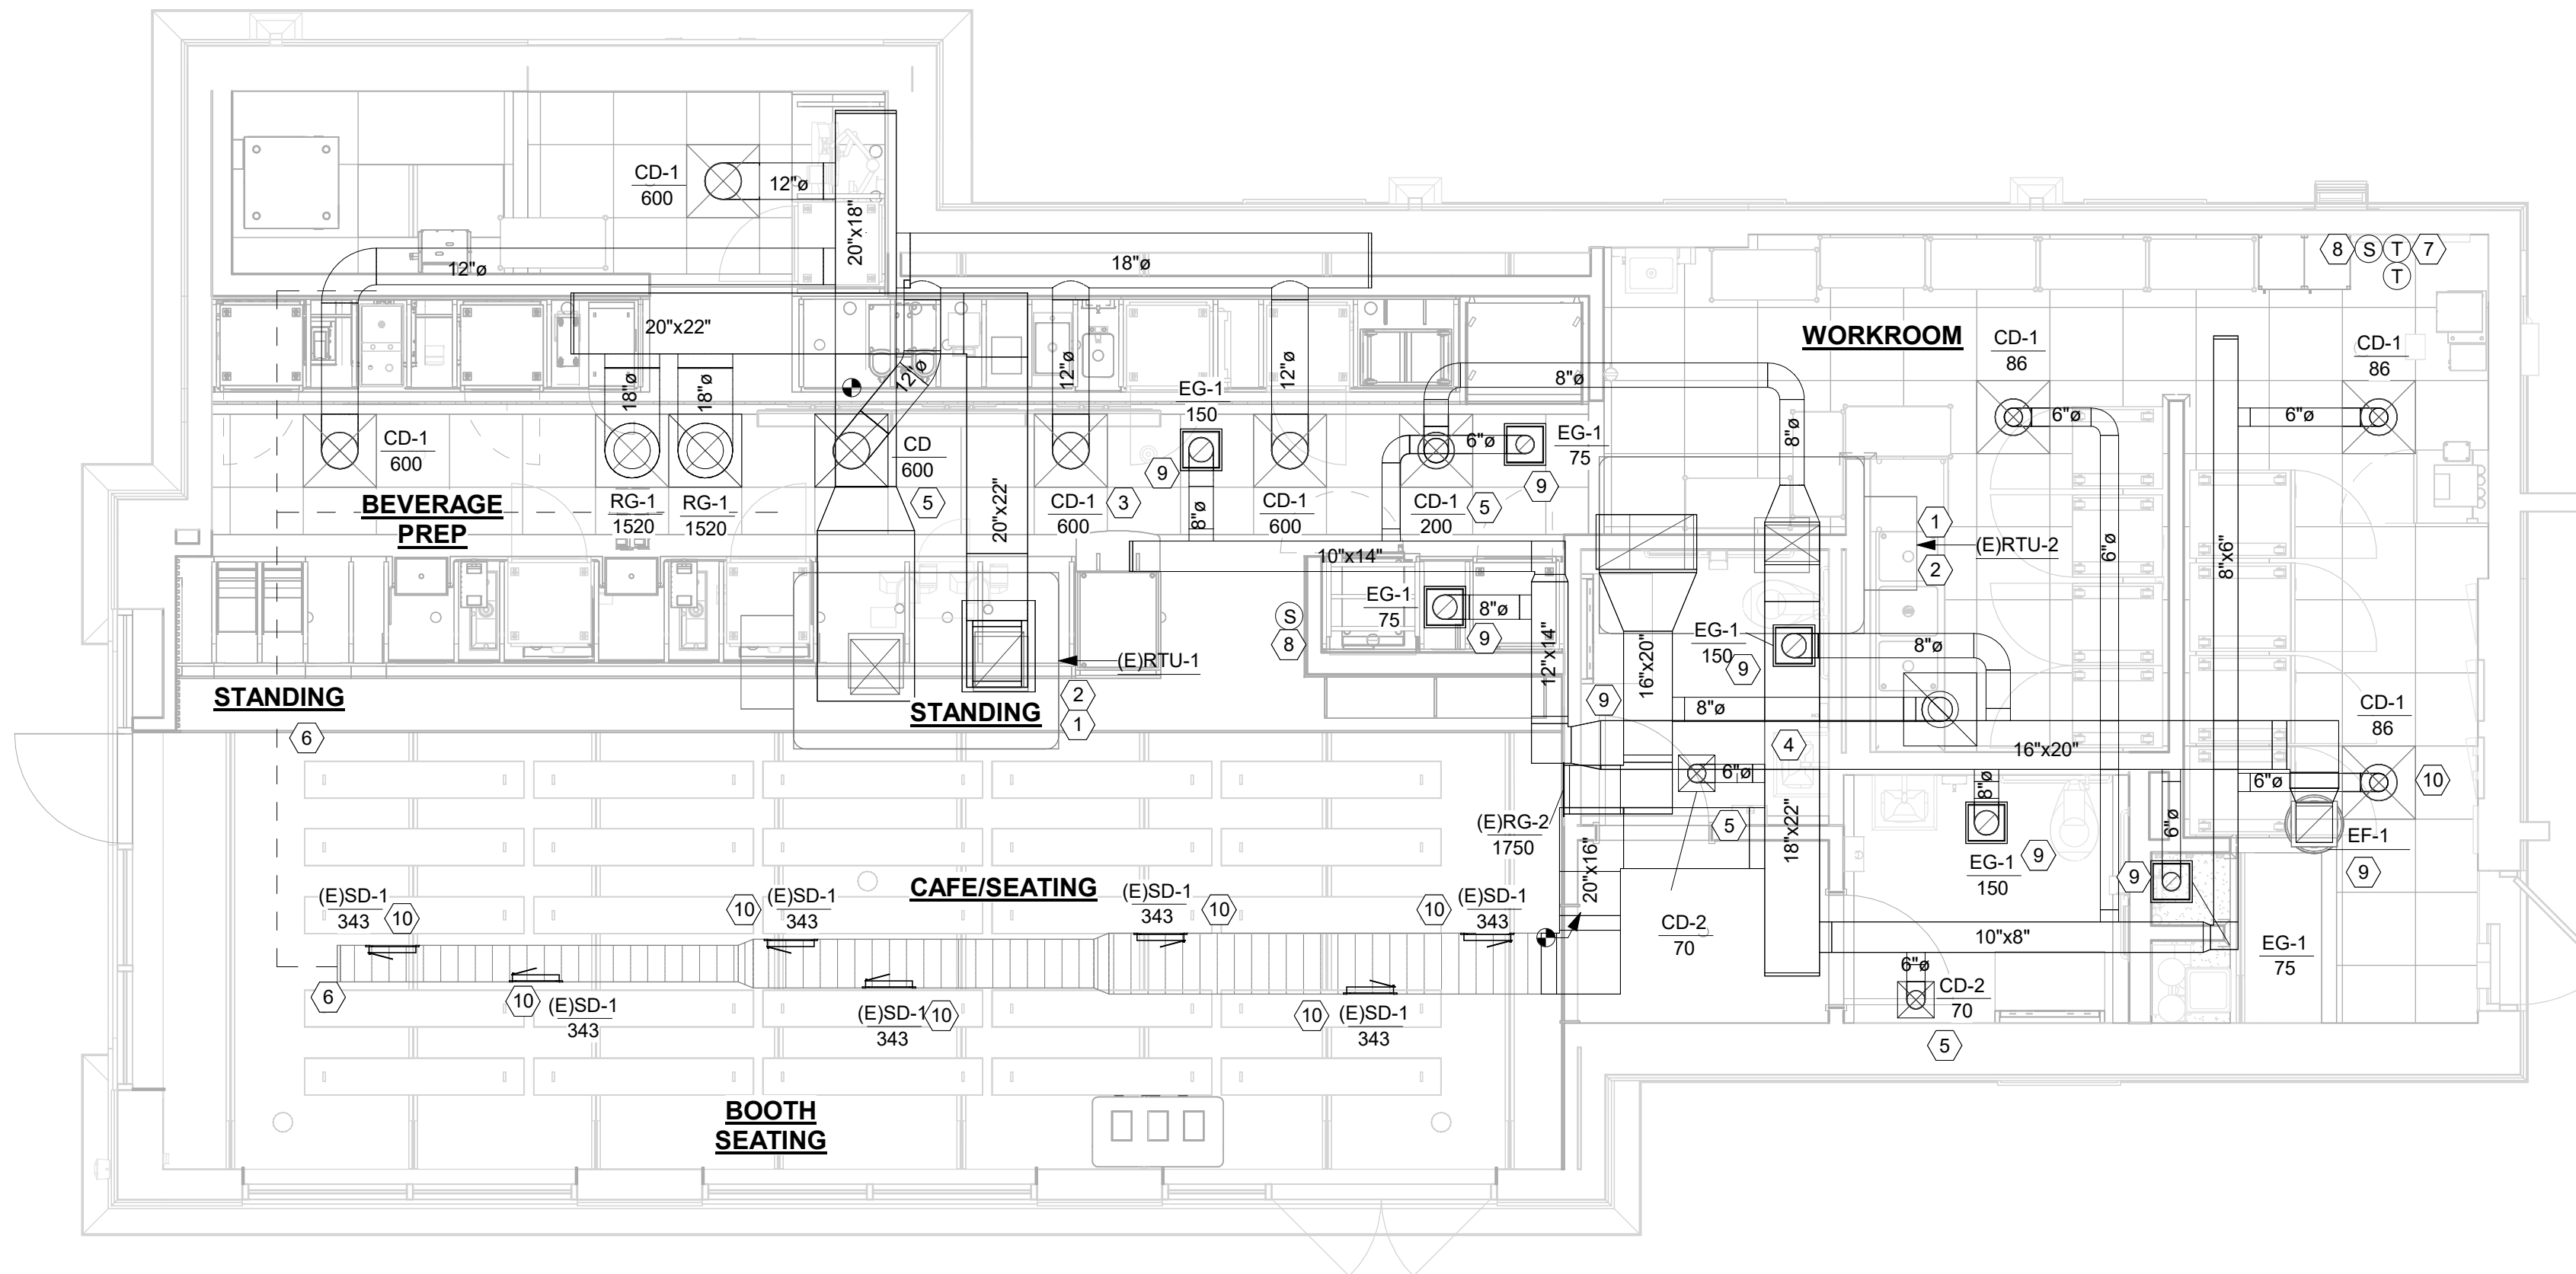 CD-1
600
12"ø
20"x18"
12"ø
18"ø
8
S
T
7
T
20"x22"
WORKROOM
CD-1
86
CD-1
86
18"ø
18"ø
12"ø
12"ø
12"ø
EG-1
150
8"ø
6"ø
6"ø
CD-1
600
CD
600
9
6"ø
EG-1
75
8"ø
BEVERAGE
PREP
RG-1
1520
RG-1
1520
5
20"x22"
CD-1
600
3
8"ø
CD-1
600
CD-1
200
5
9
1
(E)RTU-2
2
6"ø
8"x6"
10"x14"
EG-1
75
8"ø
S
8
9
12"x14"
16"x20"
EG-1
150
9
8"ø
(E)RTU-1
STANDING
2
1
STANDING
9
8"ø
CD-1
86
6
4
16"x20"
6"ø
8"ø
6"ø
6"ø
10
(E)RG-2
1750
5
18"x22"
EF-1
9
20"x16"
EG-1
150
9
9
(E)SD-1
343
10
10
(E)SD-1
343
CAFE/SEATING
(E)SD-1
343
10
10
(E)SD-1
343
CD-2
70
10"x8"
EG-1
75
6"ø
CD-2
70
6
10
(E)SD-1
343
(E)SD-1
343
10
10
(E)SD-1
343
5
BOOTH
SEATING